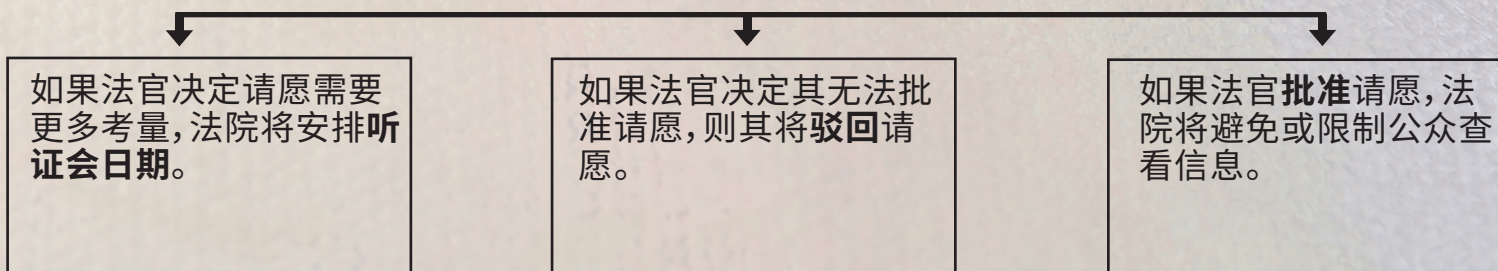 如果法官决定请愿需要
更多考量，法院将安排听
证会日期。
如果法官决定其无法批
准请愿，则其将驳回请
愿。
如果法官批准请愿，法
院将避免或限制公众查
看信息。